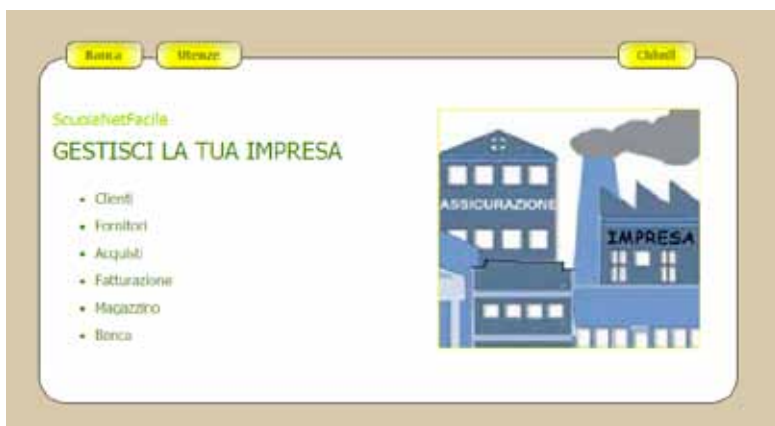 Banca Utenze Chiudi
ScuolaNetFacile
GESTISCI LA TUA IMPRESA
• Clienti
• Fornitori
• Acquisti
• Fatturazione
• Magazzino
• Banca
ASSICURAZIONE
IMPRESA